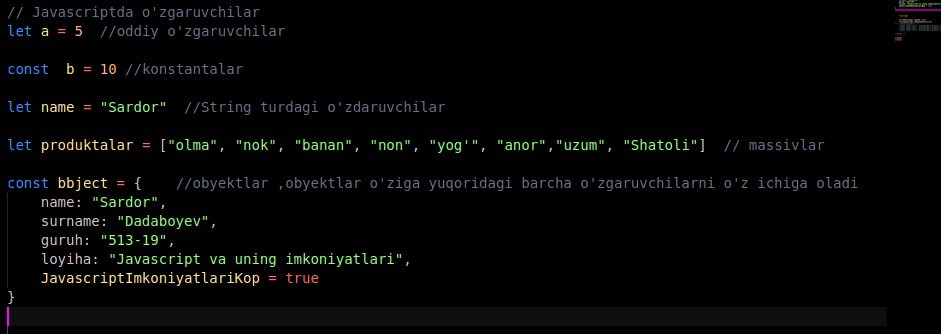 // Javascriptda o'zgaruvchilar
let a = 5  //oddiy o'zgaruvchilar
const  b = 10 //konstantalar
let name = "Sardor"  //String turdagi o'zdaruvchilar
let produktalar = ["olma", "nok", "banan", "non", "yog'", "anor","uzum", "Shatoli"]  // massivlar
const bbject = {    //obyektlar ,obyektlar o'ziga yuqoridagi barcha o'zgaruvchilarni o'z ichiga oladi
    name: "Sardor",
    surname: "Dadaboyev",
    guruh: "513-19",
    loyiha: "Javascript va uning imkoniyatlari",
    JavascriptImkoniyatlariKop = true
}